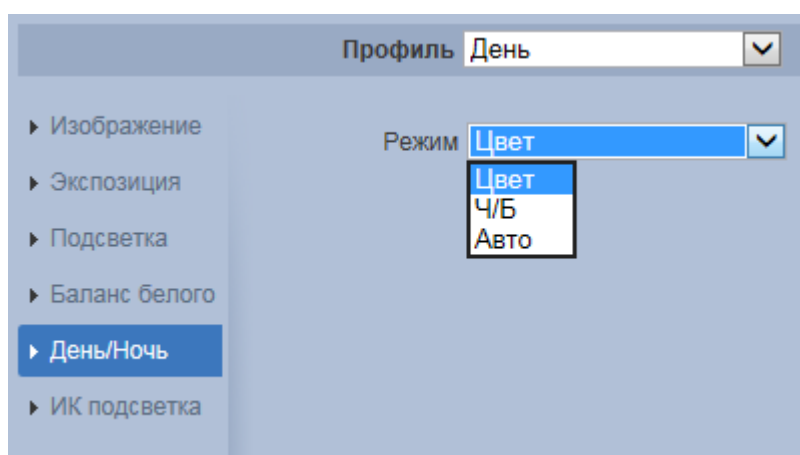 Профиль День
Изображение
Режим Цвет
Экспозиция
Цвет
Ч/Б
Подсветка
Авто
Баланс белого
День/Ночь
ИК подсветка